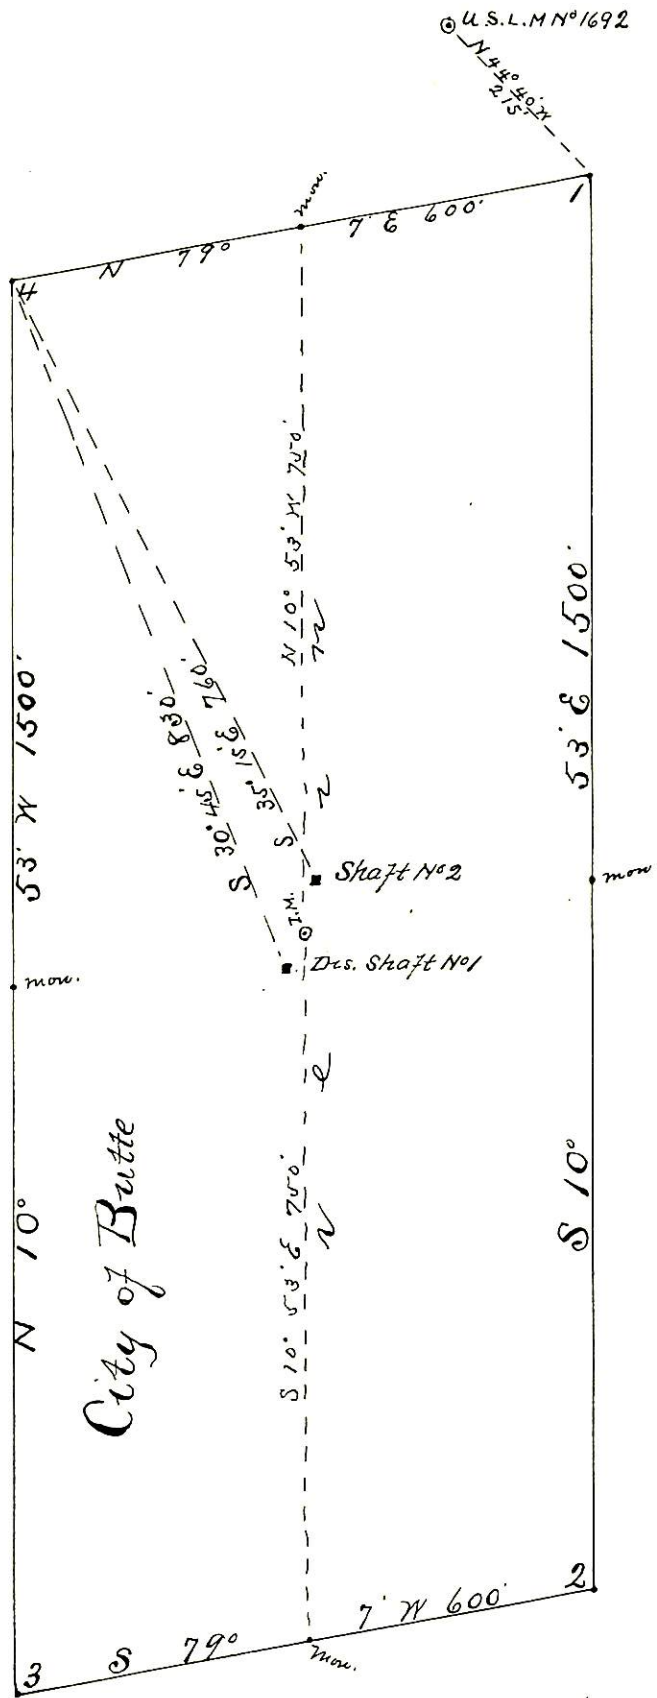 U.S.L.M Nº 1692
N 44° 40' W
215'
mon.
1
N 79° 7' E 600'
4
N 10° 53' W 750'
S 10° 53' E 1500'
N 10° 53' W 1500'
S 30° 45' E 830'
S 35° 15' E 760'
Shaft Nº 2
mon
I.M.
Dis. Shaft Nº 1
mon.
L i n e
City of Butte
S 10° 53' E 750'
2
S 79° 7' W 600'
mon.
3